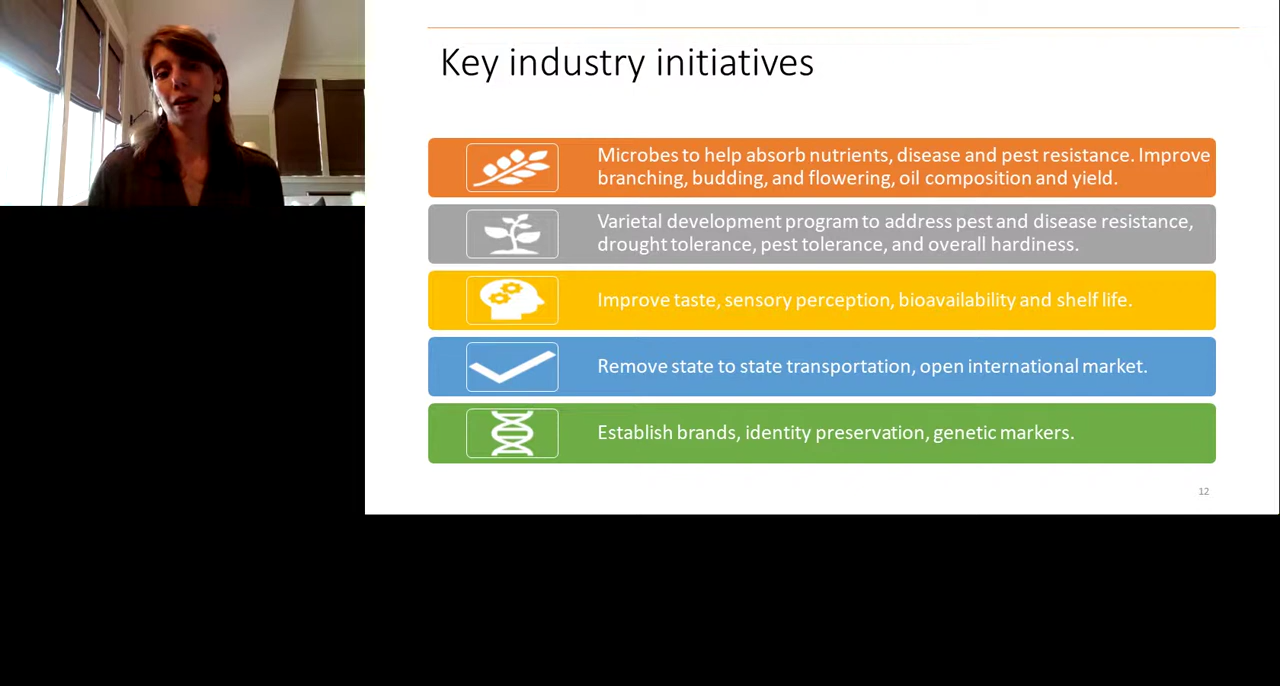 Key industry initiatives
Microbes to help absorb nutrients, disease and pest resistance. Improve
branching, budding, and flowering, oil composition and yield.
Varietal development program to address pest and disease resistance,
drought tolerance, pest tolerance, and overall hardiness.
Improve taste, sensory perception, bioavailability and shelf life.
Remove state to state transportation, open international market.
Establish brands, identity preservation, genetic markers.
12